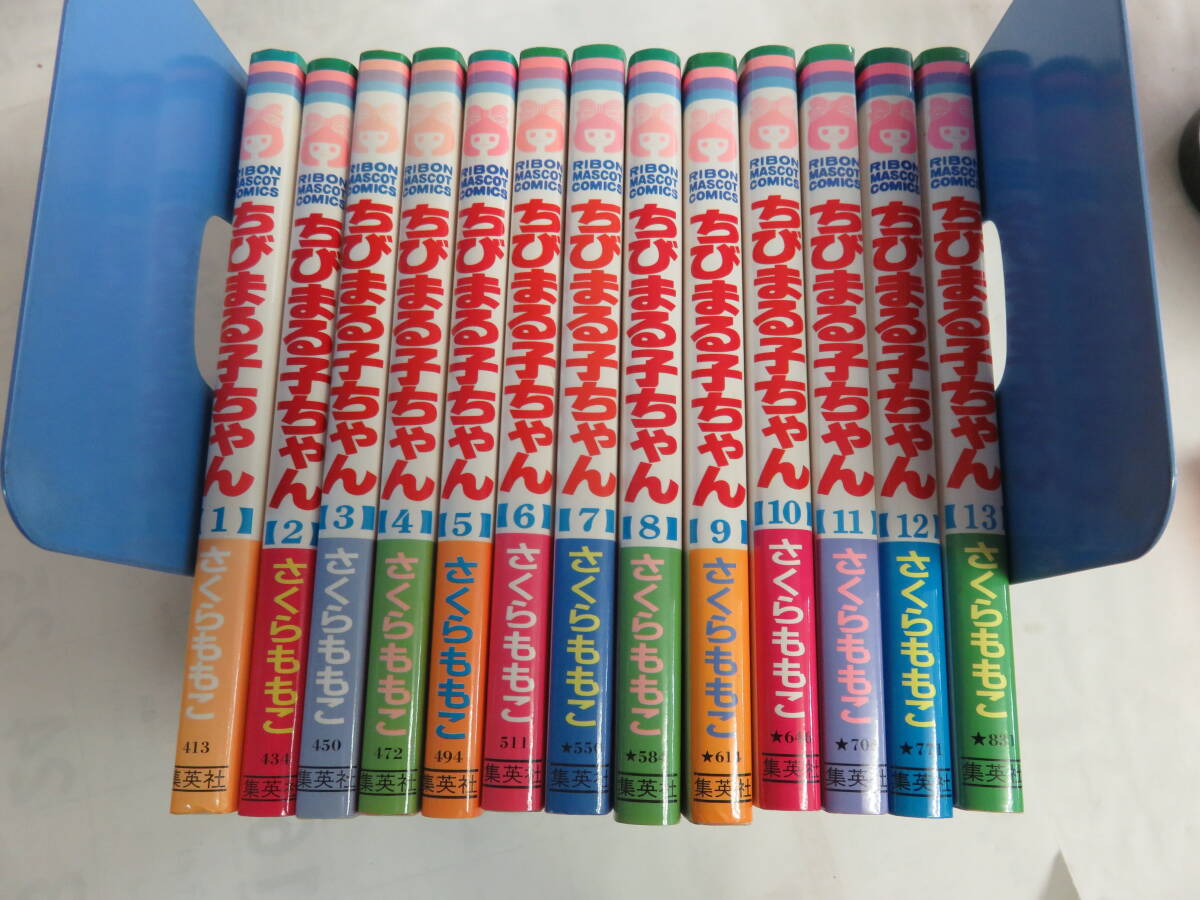 RIBON
MASCOT
COMICS
ちびまる子ちゃん
【1】
さくらももこ
413
集英社
RIBON
MASCOT
COMICS
ちびまる子ちゃん
【2】
さくらももこ
434
集英社
RIBON
MASCOT
COMICS
ちびまる子ちゃん
【3】
さくらももこ
450
集英社
RIBON
MASCOT
COMICS
ちびまる子ちゃん
【4】
さくらももこ
472
集英社
RIBON
MASCOT
COMICS
ちびまる子ちゃん
【5】
さくらももこ
494
集英社
RIBON
MASCOT
COMICS
ちびまる子ちゃん
【6】
さくらももこ
511
集英社
RIBON
MASCOT
COMICS
ちびまる子ちゃん
【7】
さくらももこ
集英社
RIBON
MASCOT
COMICS
ちびまる子ちゃん
【8】
さくらももこ
★584
集英社
RIBON
MASCOT
COMICS
ちびまる子ちゃん
【9】
さくらももこ
★614
集英社
RIBON
MASCOT
COMICS
ちびまる子ちゃん
【10】
さくらももこ
集英社
RIBON
MASCOT
COMICS
ちびまる子ちゃん
【11】
さくらももこ
集英社
RIBON
MASCOT
COMICS
ちびまる子ちゃん
【12】
さくらももこ
★771
集英社
RIBON
MASCOT
COMICS
ちびまる子ちゃん
【13】
さくらももこ
★831
集英社